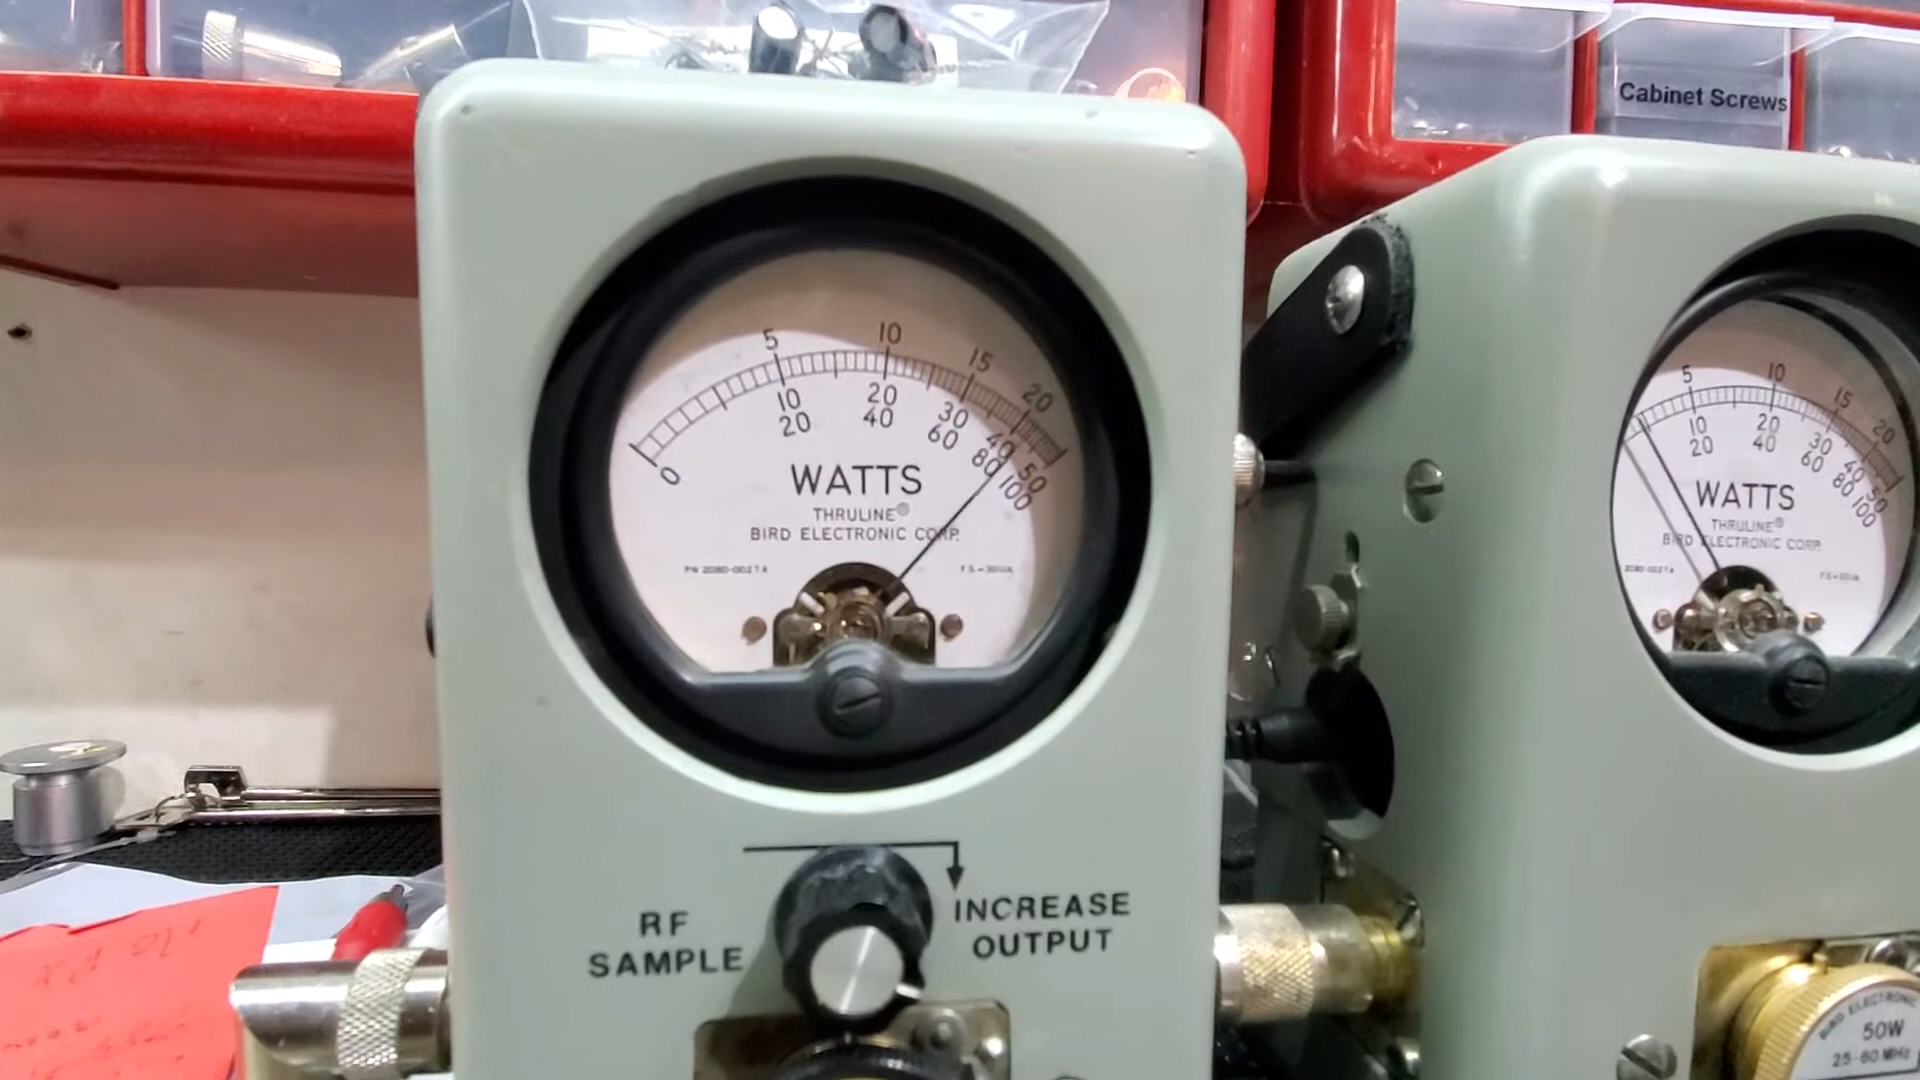 Cabinet Screws
5 10 15 20
10 20 30 40 50
20 40 60 80 100
0
WATTS
THRULINE®
BIRD ELECTRONIC CORP.
RF
SAMPLE
INCREASE
OUTPUT
5 10 15 20
10 20 30 40 50
20 40 60 80 100
WATTS
THRULINE®
BIRD ELECTRONIC CORP.
BIRD ELECTRONIC
50W
25-60 MHz